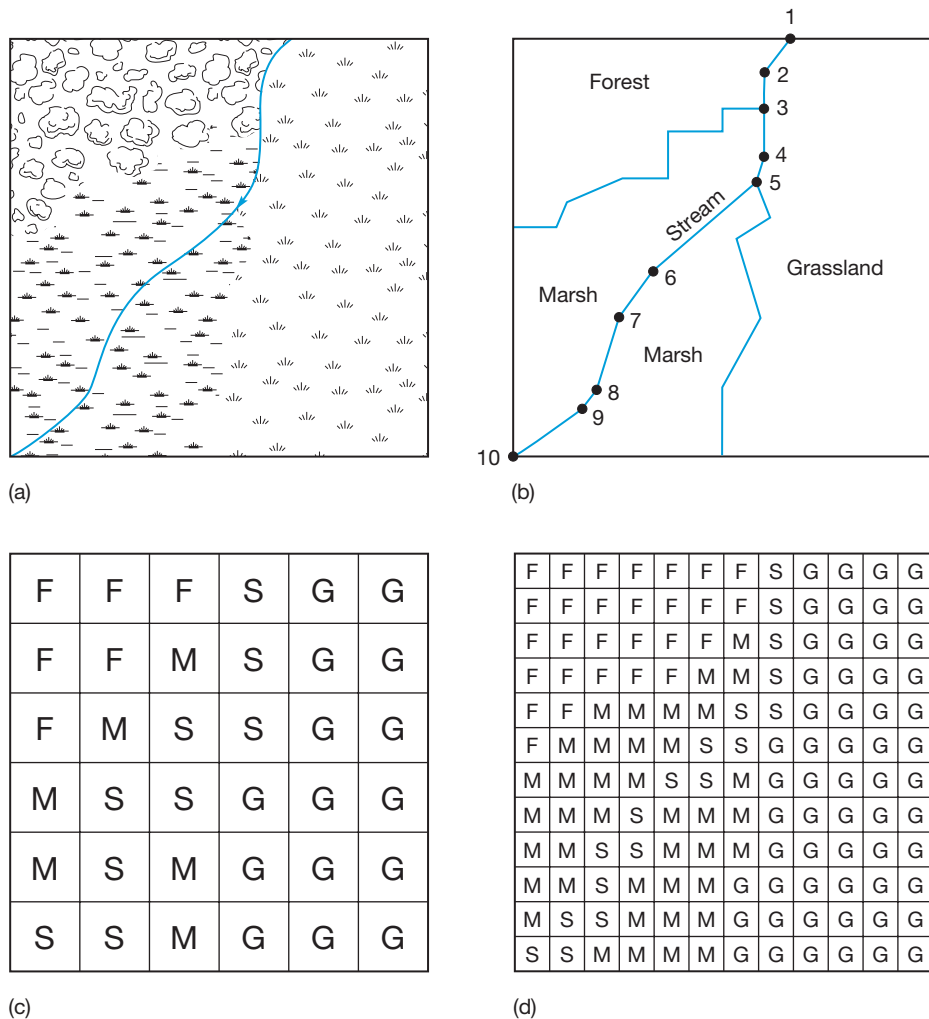 1
2
Forest
3
4
5
Stream
Grassland
6
Marsh
7
Marsh
8
9
10
(a)
(b)
F F F S G G
F F M S G G
F M S S G G
M S S G G G
M S M G G G
S S M G G G
(c)
F F F F F F F S G G G G
F F F F F F F S G G G G
F F F F F F M S G G G G
F F F F F M M S G G G G
F F M M M M S S G G G G
F M M M M S S G G G G G
M M M M S S M G G G G G
M M M S M M M G G G G G
M M S S M M M G G G G G
M M S M M M G G G G G G
M S S M M M G G G G G G
S S M M M M G G G G G G
(d)